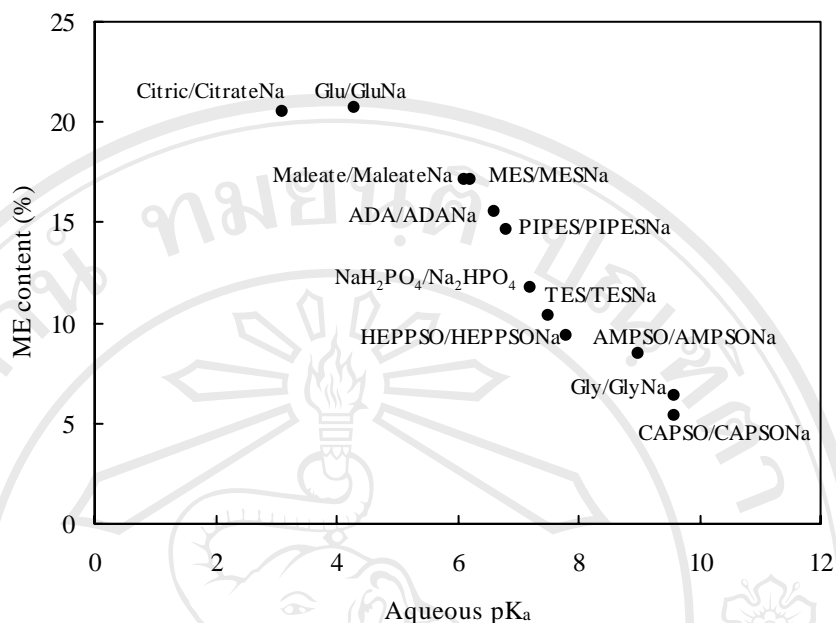 25
Citric/CitrateNa Glu/GluNa
20
Maleate/MaleateNa MES/MESNa
ADA/ADANa
15
PIPES/PIPESNa
NaH₂PO₄/Na₂HPO₄
TES/TESNa
10
HEPPSO/HEPPSONa AMPSO/AMPSONa
Gly/GlyNa
5
CAPSO/CAPSONa
0
ME content (%)
0 2 4 6 8 10 12
Aqueous pKₐ